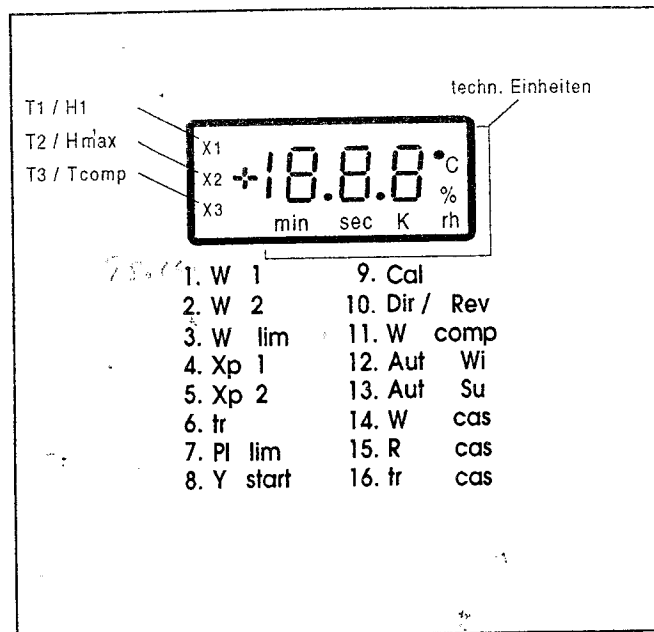 techn. Einheiten
T1 / H1
T2 / Hmax
T3 / Tcomp
X1
X2
X3
+18.8.8 °C
%
min sec K rh
1. W 1
2. W 2
3. W lim
4. Xp 1
5. Xp 2
6. tr
7. PI lim
8. Y start
9. Cal
10. Dir / Rev
11. W comp
12. Aut Wi
13. Aut Su
14. W cas
15. R cas
16. tr cas